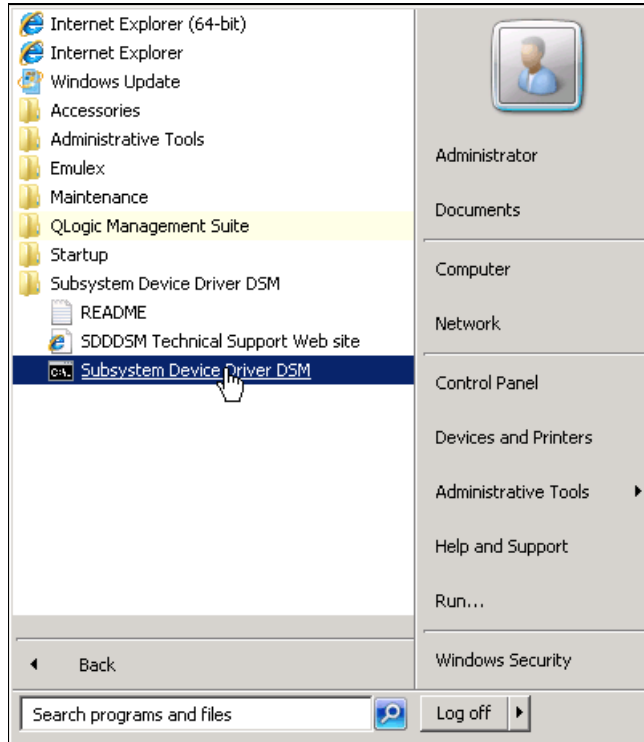 Internet Explorer (64-bit)
Internet Explorer
Windows Update
Accessories
Administrative Tools
Emulex
Maintenance
QLogic Management Suite
Startup
Subsystem Device Driver DSM
README
SDDDSM Technical Support Web site
C:\.
Subsystem Device Driver DSM
Back
Search programs and files
Administrator
Documents
Computer
Network
Control Panel
Devices and Printers
Administrative Tools
Help and Support
Run...
Windows Security
Log off